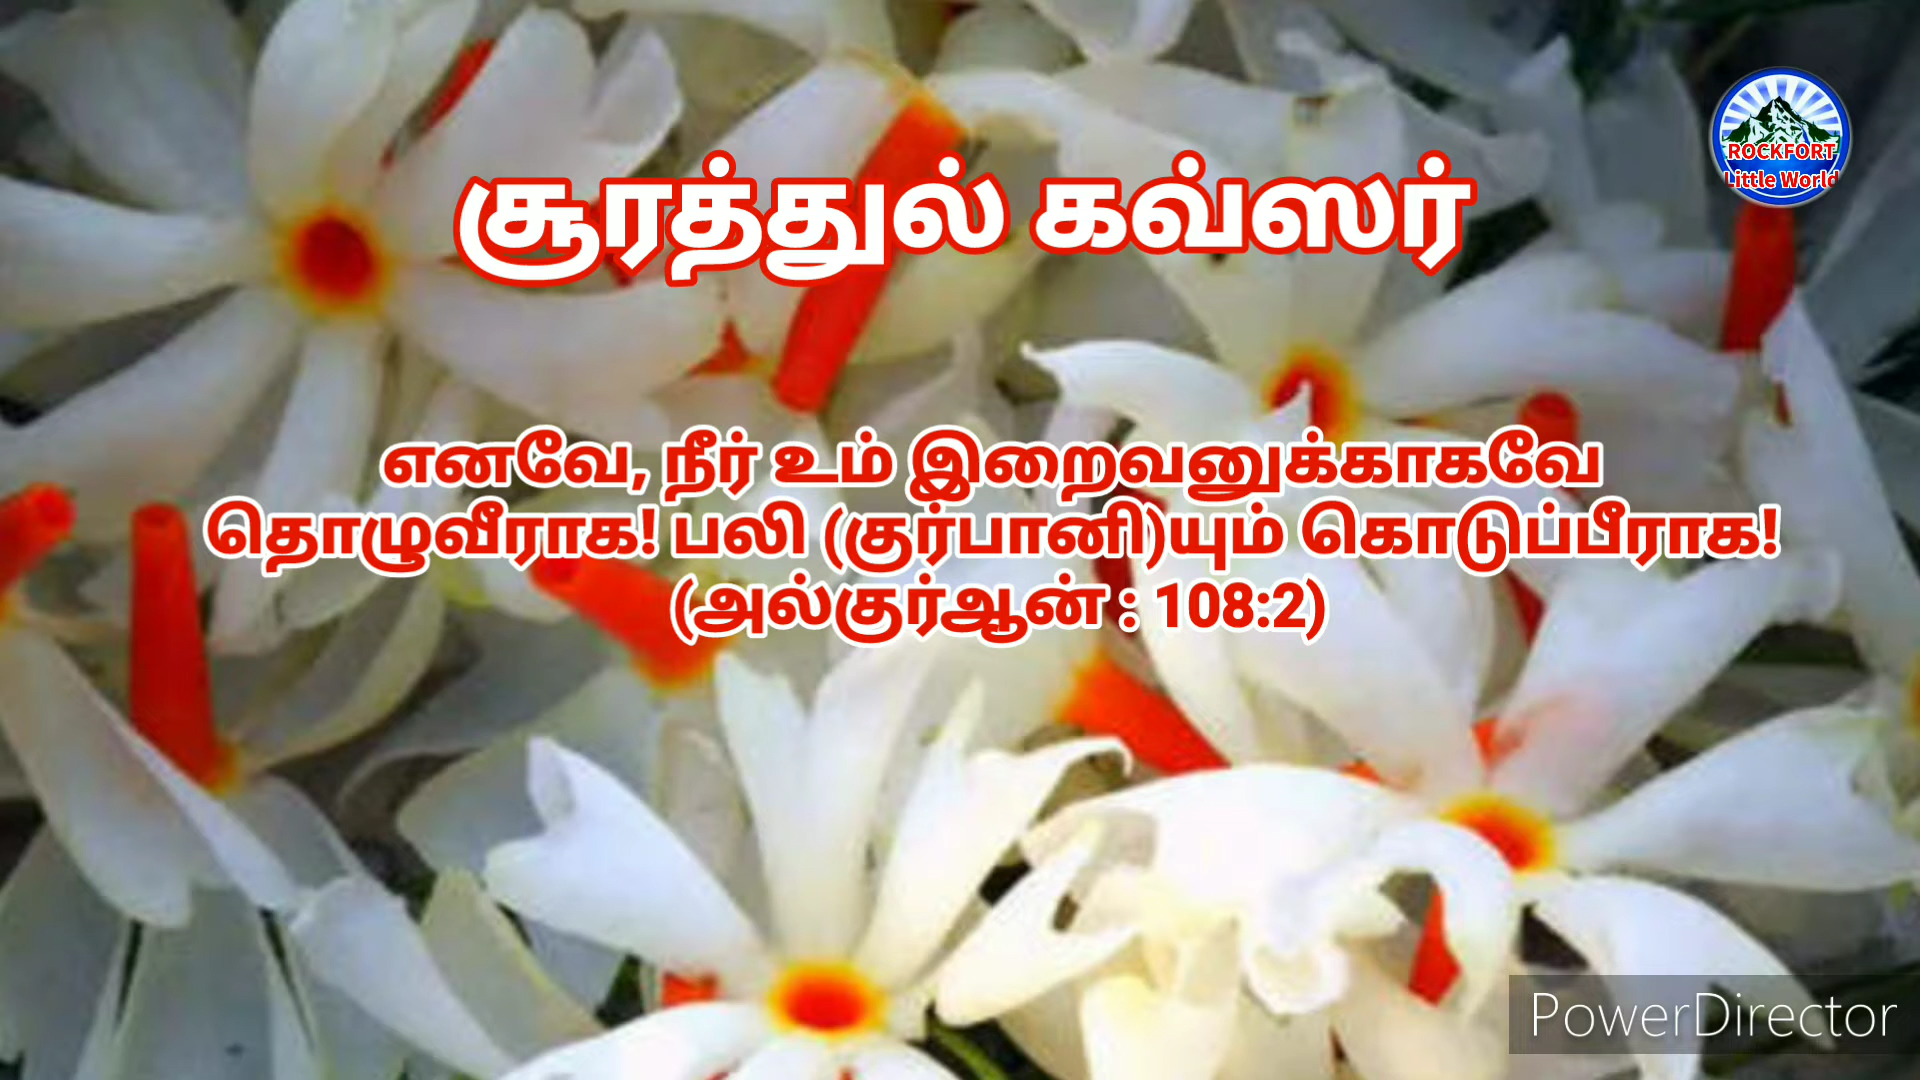 ROCKFORT
Little World
சூரத்துல் கவ்ஸர்
எனவே, நீர் உம் இறைவனுக்காகவே
தொழுவீராக! பலி (குர்பானி)யும் கொடுப்பீராக!
(அல்குர்ஆன் : 108:2)
PowerDirector